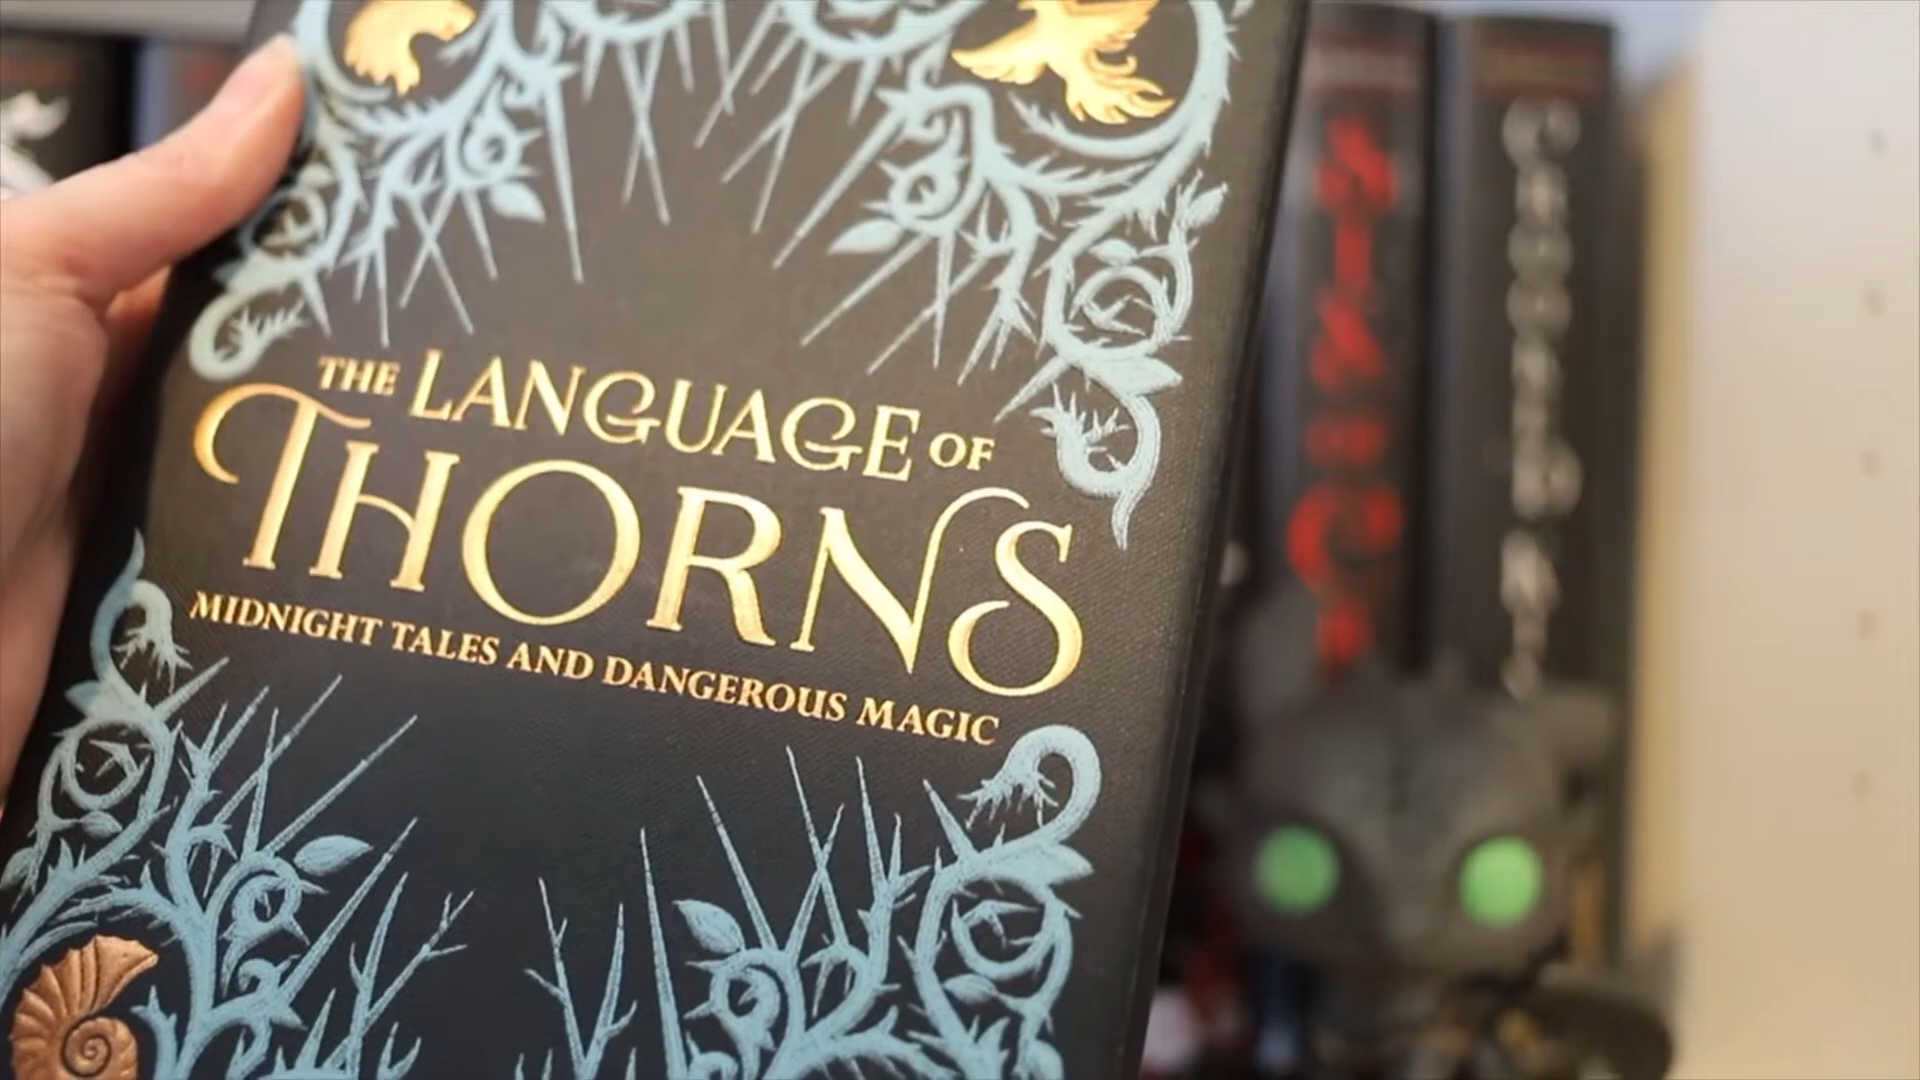 THE LANGUAGE OF
THORNS
MIDNIGHT TALES AND DANGEROUS MAGIC